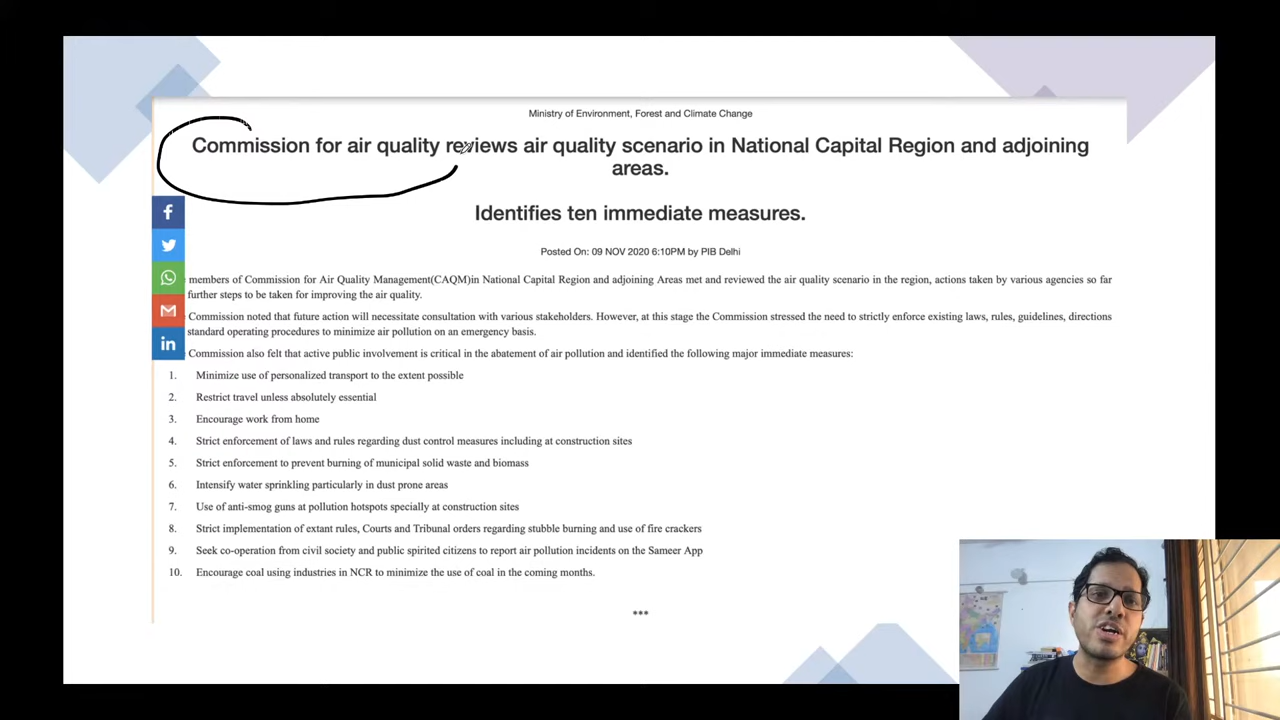 Ministry of Environment, Forest and Climate Change
Commission for air quality reviews air quality scenario in National Capital Region and adjoining
areas.
Identifies ten immediate measures.
Posted On: 09 NOV 2020 6:10PM by PIB Delhi
members of Commission for Air Quality Management(CAQM)in National Capital Region and adjoining Areas met and reviewed the air quality scenario in the region, actions taken by various agencies so far
further steps to be taken for improving the air quality.
Commission noted that future action will necessitate consultation with various stakeholders. However, at this stage the Commission stressed the need to strictly enforce existing laws, rules, guidelines, directions
standard operating procedures to minimize air pollution on an emergency basis.
Commission also felt that active public involvement is critical in the abatement of air pollution and identified the following major immediate measures:
1. Minimize use of personalized transport to the extent possible
2. Restrict travel unless absolutely essential
3. Encourage work from home
4. Strict enforcement of laws and rules regarding dust control measures including at construction sites
5. Strict enforcement to prevent burning of municipal solid waste and biomass
6. Intensify water sprinkling particularly in dust prone areas
7. Use of anti-smog guns at pollution hotspots specially at construction sites
8. Strict implementation of extant rules, Courts and Tribunal orders regarding stubble burning and use of fire crackers
9. Seek co-operation from civil society and public spirited citizens to report air pollution incidents on the Sameer App
10. Encourage coal using industries in NCR to minimize the use of coal in the coming months.
***